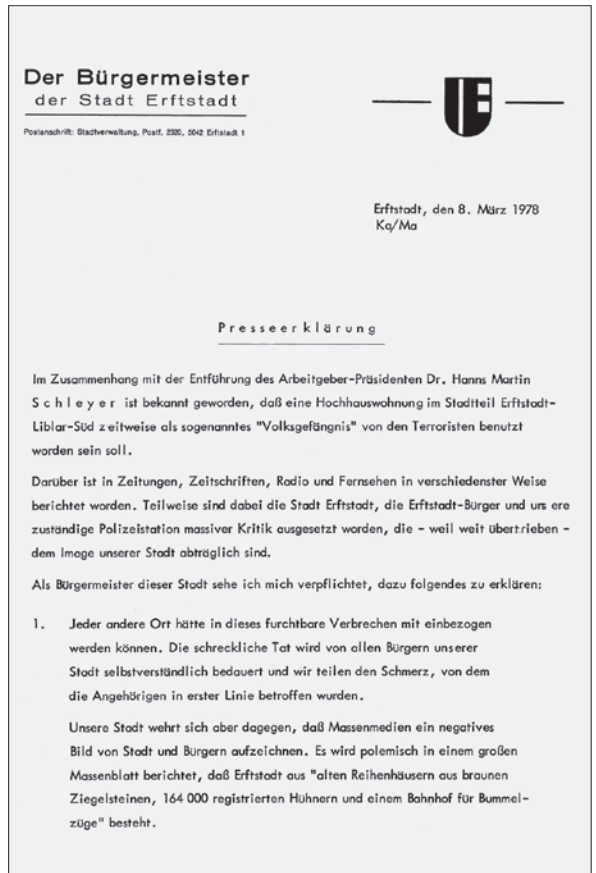 Der Bürgermeister
der Stadt Erftstadt
Postanschrift: Stadtverwaltung, Postf. 2320, 5042 Erftstadt 1
Erftstadt, den 8. März 1978
Ka/Ma
Presseerklärung
Im Zusammenhang mit der Entführung des Arbeitgeber-Präsidenten Dr. Hanns Martin
S c h l e y e r ist bekannt geworden, daß eine Hochhauswohnung im Stadtteil Erftstadt-
Liblar-Süd zeitweise als sogenanntes "Volksgefängnis" von den Terroristen benutzt
worden sein soll.
Darüber ist in Zeitungen, Zeitschriften, Radio und Fernsehen in verschiedenster Weise
berichtet worden. Teilweise sind dabei die Stadt Erftstadt, die Erftstadt-Bürger und uns ere
zuständige Polizeistation massiver Kritik ausgesetzt worden, die - weil weit übertrieben -
dem Image unserer Stadt abträglich sind.
Als Bürgermeister dieser Stadt sehe ich mich verpflichtet, dazu folgendes zu erklären:
1. Jeder andere Ort hätte in dieses furchtbare Verbrechen mit einbezogen
werden können. Die schreckliche Tat wird von allen Bürgern unserer
Stadt selbstverständlich bedauert und wir teilen den Schmerz, von dem
die Angehörigen in erster Linie betroffen wurden.
Unsere Stadt wehrt sich aber dagegen, daß Massenmedien ein negatives
Bild von Stadt und Bürgern aufzeichnen. Es wird polemisch in einem großen
Massenblatt berichtet, daß Erftstadt aus "alten Reihenhäusern aus braunen
Ziegelsteinen, 164 000 registrierten Hühnern und einem Bahnhof für Bummel-
züge" besteht.